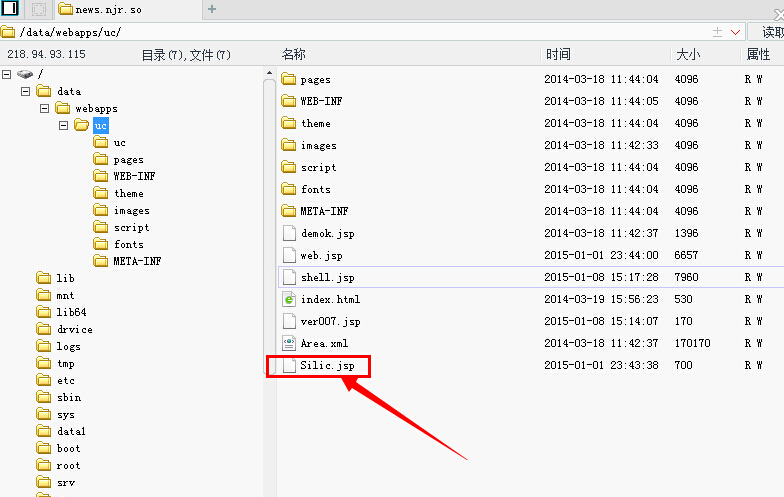 news.njr.so
/data/webapps/uc/
读取
218.94.93.115
目录(7),文件(7)
名称 时间 大小 属性
/
data
webapps
uc
uc
pages
WEB-INF
theme
images
script
fonts
META-INF
lib
mnt
lib64
drvice
logs
tmp
etc
sbin
sys
data1
boot
root
srv
pages 2014-03-18 11:44:04 4096 R W
WEB-INF 2014-03-18 11:44:05 4096 R W
theme 2014-03-18 11:44:04 4096 R W
images 2014-03-18 11:42:33 4096 R W
script 2014-03-18 11:44:04 4096 R W
fonts 2014-03-18 11:44:04 4096 R W
META-INF 2014-03-18 11:44:04 4096 R W
demok.jsp 2014-03-18 11:42:37 1396 R W
web.jsp 2015-01-01 23:44:00 6657 R W
shell.jsp 2015-01-08 15:17:28 7960 R W
index.html 2014-03-19 15:56:23 530 R W
ver007.jsp 2015-01-08 15:14:07 170 R W
Area.xml 2014-03-18 11:42:37 170170 R W
Silic.jsp 2015-01-01 23:43:38 700 R W